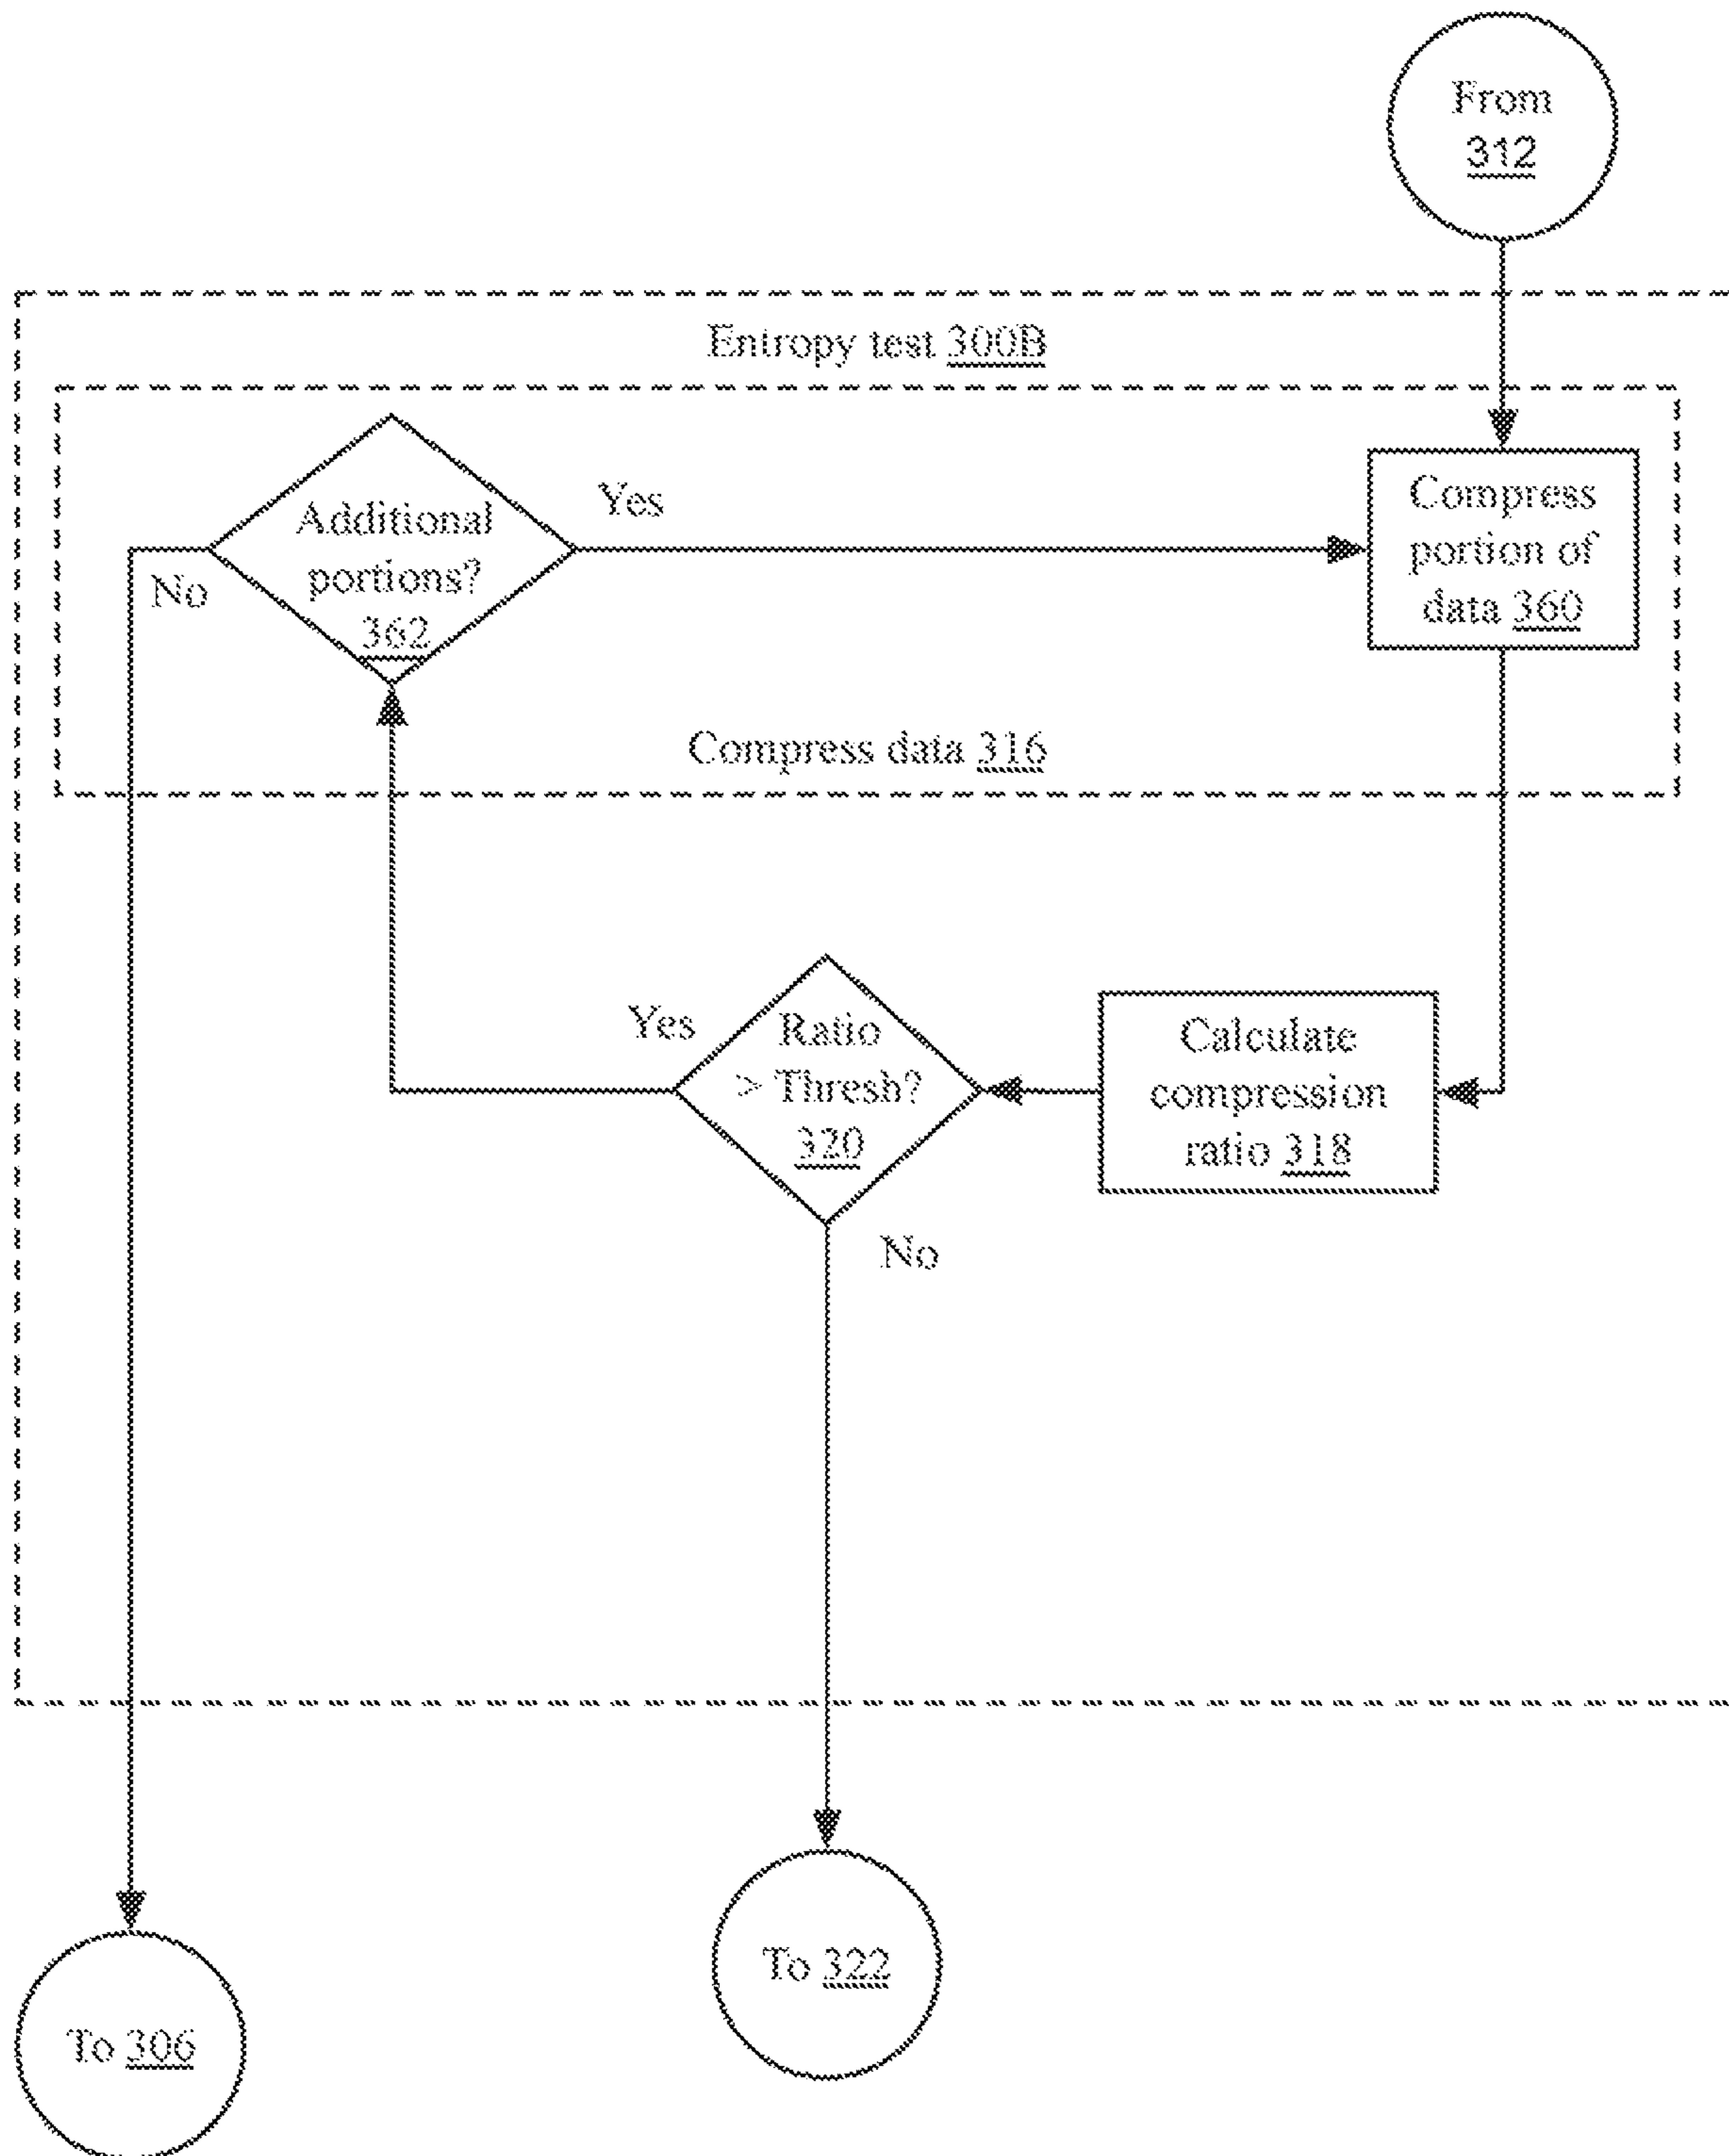 From
312
Entropy test 300B
Additional
portions?
362
Yes
No
Compress
portion of
data 360
Compress data 316
Yes
Ratio
> Thresh?
320
No
Calculate
compression
ratio 318
To 322
To 306